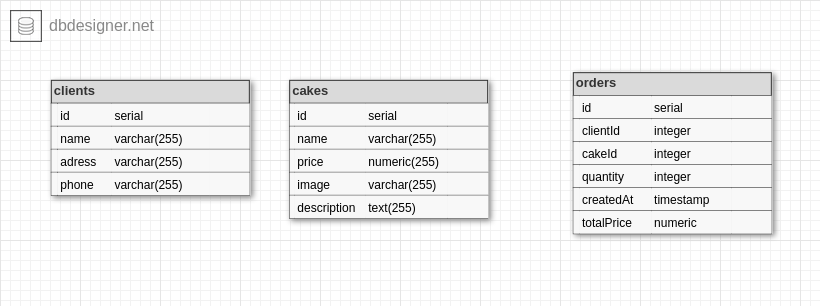 dbdesigner.net
clients
id serial
name varchar(255)
adress varchar(255)
phone varchar(255)
cakes
id serial
name varchar(255)
price numeric(255)
image varchar(255)
description text(255)
orders
id serial
clientId integer
cakeId integer
quantity integer
createdAt timestamp
totalPrice numeric